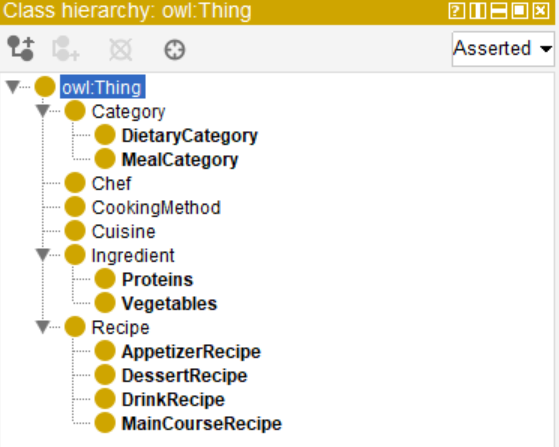 Class hierarchy: owl:Thing
Asserted
owl:Thing
Category
DietaryCategory
MealCategory
Chef
CookingMethod
Cuisine
Ingredient
Proteins
Vegetables
Recipe
AppetizerRecipe
DessertRecipe
DrinkRecipe
MainCourseRecipe